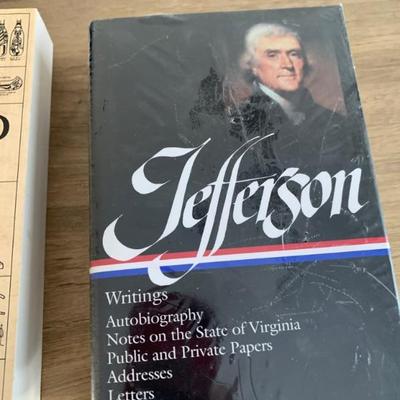 Jefferson
Writings
Autobiography
Notes on the State of Virginia
Public and Private Papers
Addresses
Letters